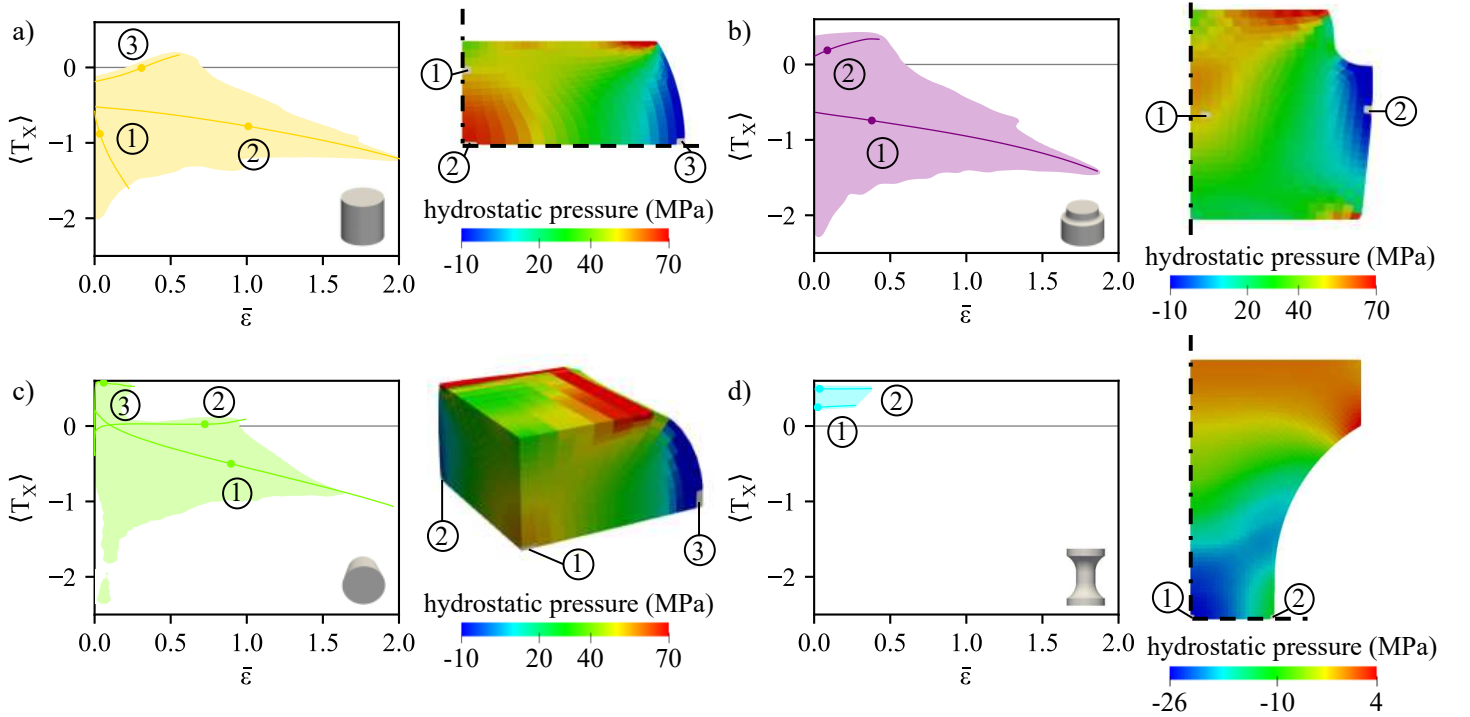 a)
③
0
①
−1
②
−2
⟨T_X⟩
0.0 0.5 1.0 1.5 2.0
ε̄
①
②
③
hydrostatic pressure (MPa)
-10 20 40 70
b)
②
0
−1
①
−2
⟨T_X⟩
0.0 0.5 1.0 1.5 2.0
ε̄
①
②
hydrostatic pressure (MPa)
-10 20 40 70
c)
③
②
0
−1
①
−2
⟨T_X⟩
0.0 0.5 1.0 1.5 2.0
ε̄
②
①
③
hydrostatic pressure (MPa)
-10 20 40 70
d)
②
①
0
−1
−2
⟨T_X⟩
0.0 0.5 1.0 1.5 2.0
ε̄
①
②
hydrostatic pressure (MPa)
-26 -10 4